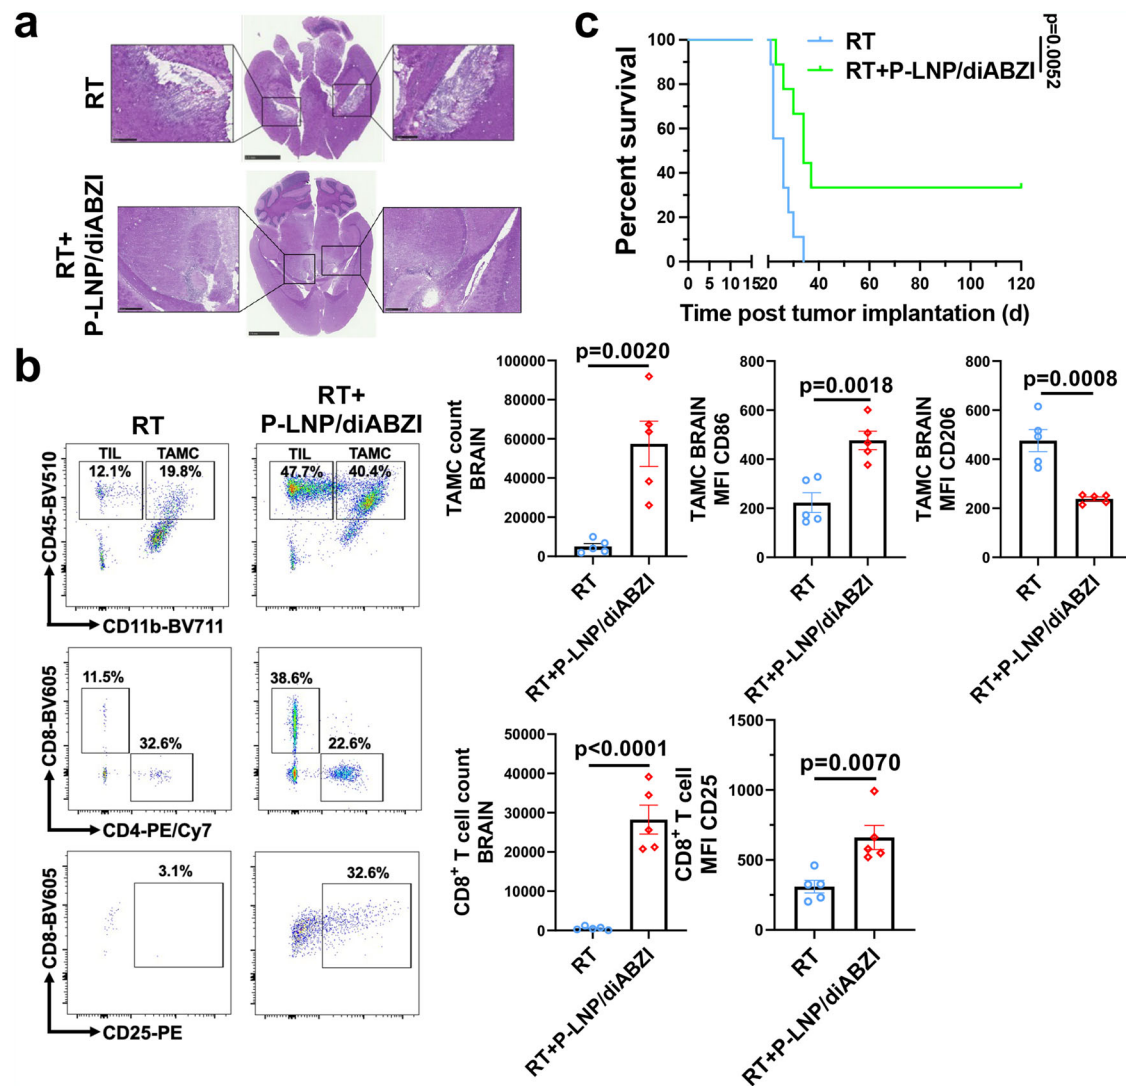 a
RT
RT+
P-LNP/diABZI
c
RT
RT+P-LNP/diABZI
p=0.0052
Percent survival
100
80
60
40
20
0
0 5 10 15 20 40 60 80 100 120
Time post tumor implantation (d)
b
RT
RT+
P-LNP/diABZI
TIL TAMC
12.1% 19.8%
TIL TAMC
47.7% 40.4%
CD45-BV510
CD11b-BV711
11.5%
32.6%
38.6%
22.6%
CD8-BV605
CD4-PE/Cy7
3.1%
32.6%
CD8-BV605
CD25-PE
TAMC count
BRAIN
100000
80000
60000
40000
20000
0
p=0.0020
RT
RT+P-LNP/diABZI
TAMC BRAIN
MFI CD86
800
600
400
200
0
p=0.0018
RT
RT+P-LNP/diABZI
TAMC BRAIN
MFI CD206
800
600
400
200
0
p=0.0008
RT
RT+P-LNP/diABZI
CD8+ T cell count
BRAIN
50000
40000
30000
20000
10000
0
p<0.0001
RT
RT+P-LNP/diABZI
CD8+ T cell
MFI CD25
1500
1000
500
0
p=0.0070
RT
RT+P-LNP/diABZI